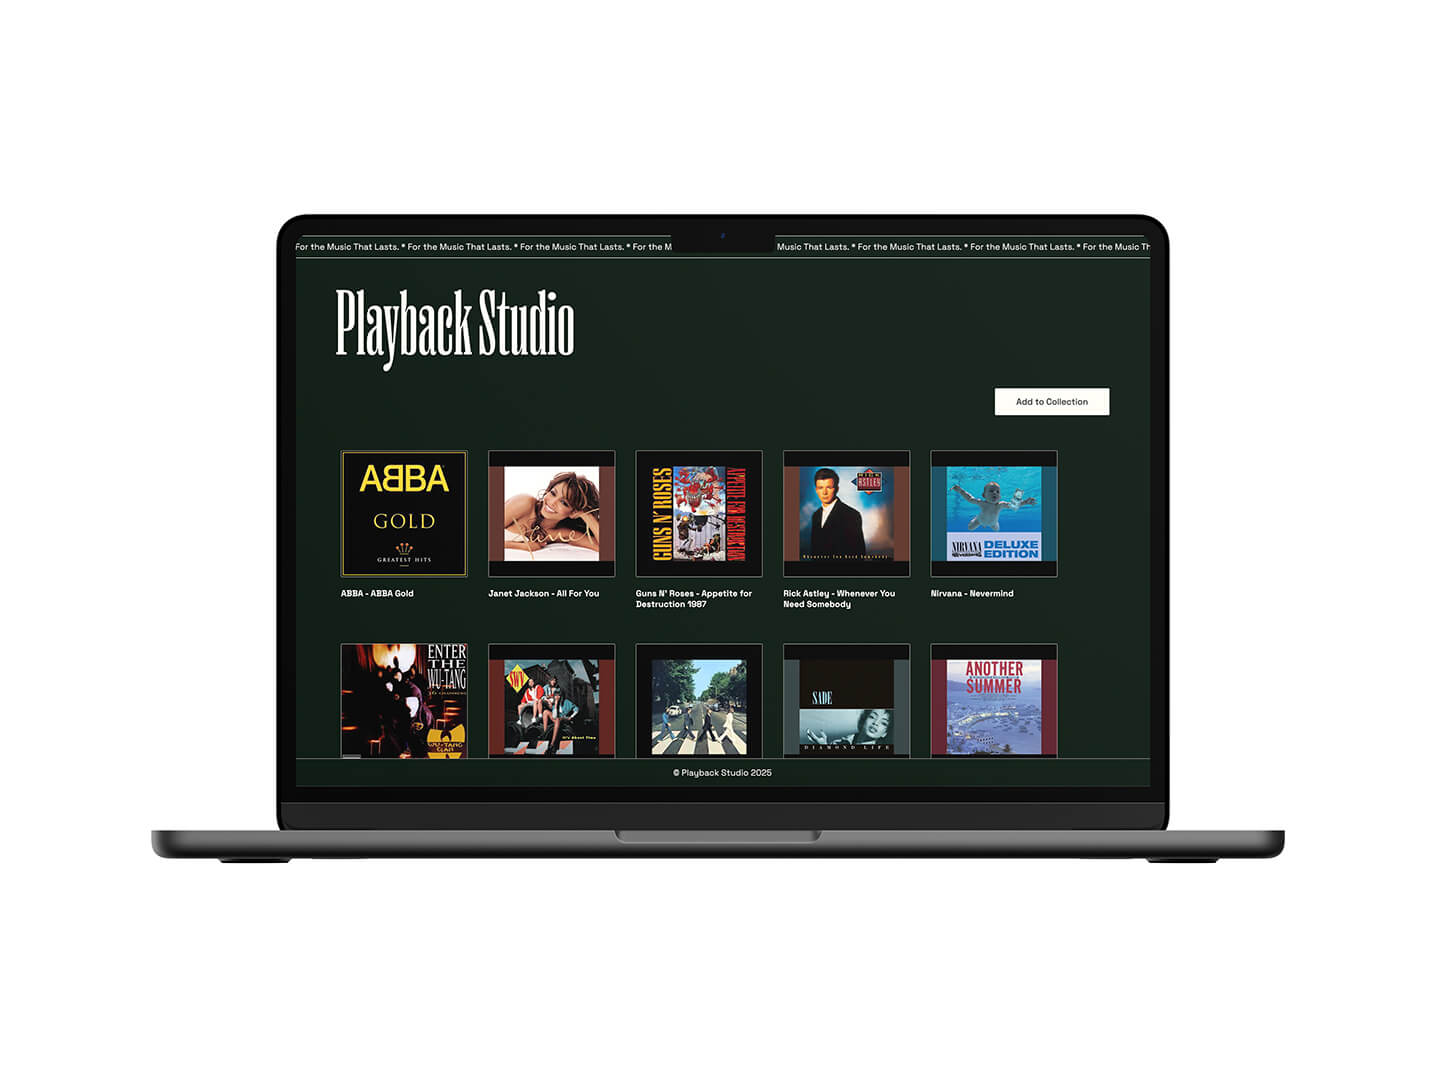 For the Music That Lasts. * For the Music That Lasts. * For the Music That Lasts. * For the M
Music That Lasts. * For the Music That Lasts. * For the Music That Lasts. * For the Music Th
Playback Studio
Add to Collection
ABBA
GOLD
GREATEST HITS
GUNS N' ROSES
APPETITE FOR DESTRUCTION
RICK
ASTLEY
Whenever You Need Somebody
NIRVANA
NEVERMIND
DELUXE
EDITION
ABBA - ABBA Gold
Janet Jackson - All For You
Guns N' Roses - Appetite for
Destruction 1987
Rick Astley - Whenever You
Need Somebody
Nirvana - Nevermind
ENTER
THE
WU-TANG
WU-TANG
CLAN
SWV
It's About Time
SADE
DIAMOND LIFE
ANOTHER
SUMMER
© Playback Studio 2025